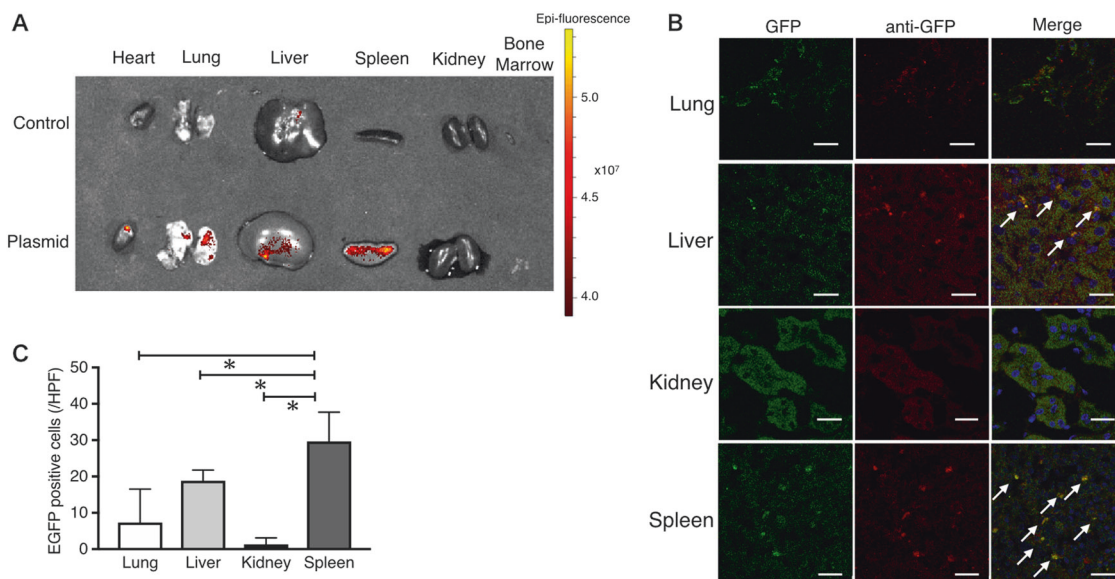 A
Epi-fluorescence
Heart Lung Liver Spleen Kidney Bone Marrow
Control
Plasmid
5.0
x10⁷
4.5
4.0
B
GFP anti-GFP Merge
Lung
Liver
Kidney
Spleen
C
EGFP positive cells (/HPF)
50
40
30
20
10
0
*
*
*
*
Lung Liver Kidney Spleen